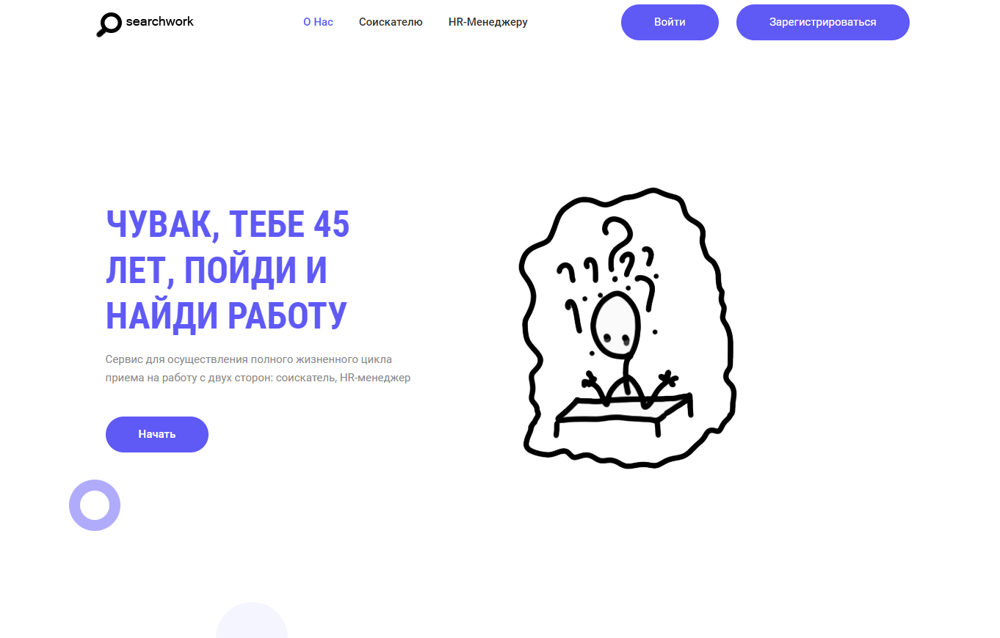 searchwork
О Нас
Соискателю
HR-Менеджеру
Войти
Зарегистрироваться
ЧУВАК, ТЕБЕ 45
ЛЕТ, ПОЙДИ И
НАЙДИ РАБОТУ
Сервис для осуществления полного жизненного цикла
приема на работу с двух сторон: соискатель, HR-менеджер
Начать